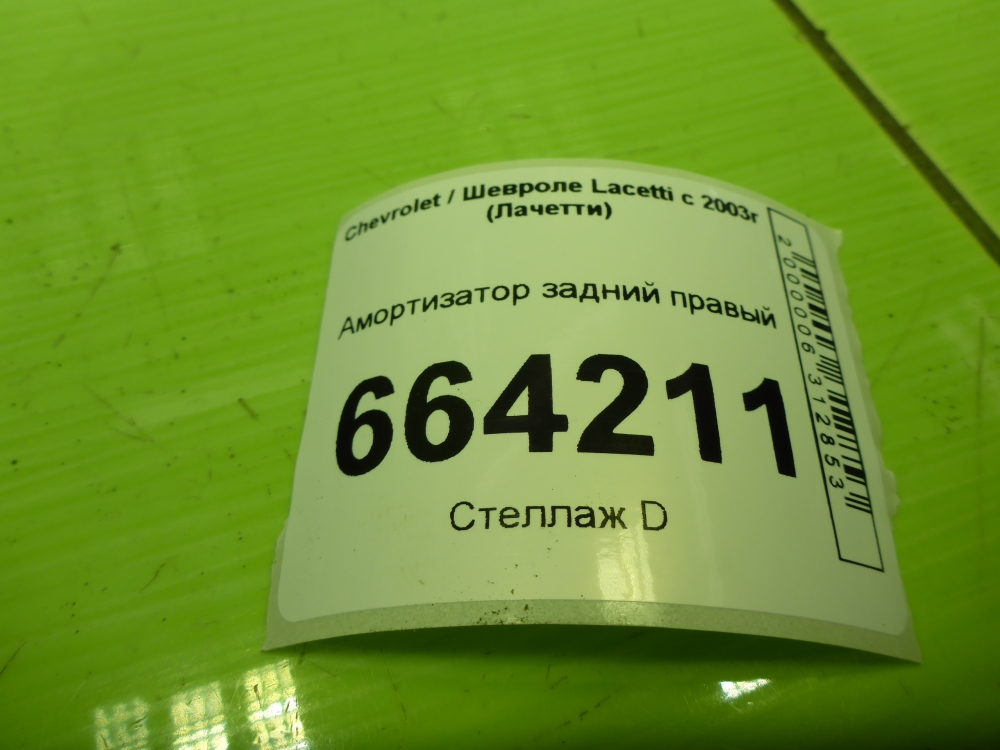 Chevrolet / Шевроле Lacetti с 2003г
(Лачетти)
Амортизатор задний правый
664211
Стеллаж D
2000006312853